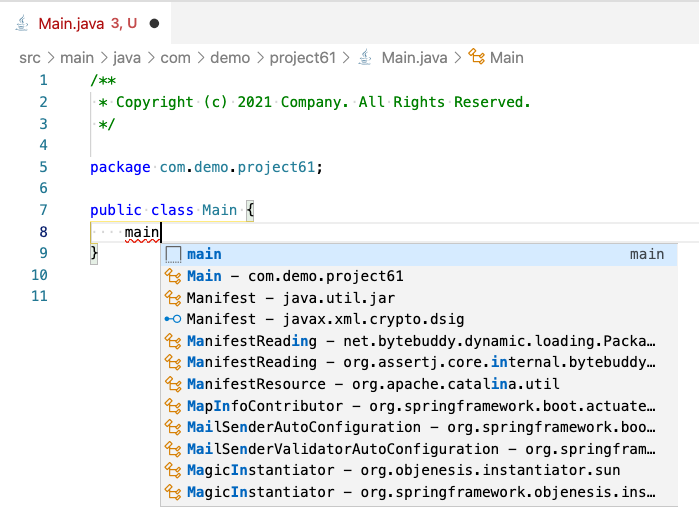 Main.java 3, U
src > main > java > com > demo > project61 > Main.java > Main
1 /**
2 * Copyright (c) 2021 Company. All Rights Reserved.
3 */
4
5 package com.demo.project61;
6
7 public class Main {
8 main
9 }
10
11
main main
Main – com.demo.project61
Manifest – java.util.jar
Manifest – javax.xml.crypto.dsig
ManifestReading – net.bytebuddy.dynamic.loading.Packa…
ManifestReading – org.assertj.core.internal.bytebuddy…
ManifestResource – org.apache.catalina.util
MapInfoContributor – org.springframework.boot.actuate…
MailSenderAutoConfiguration – org.springframework.boo…
MailSenderValidatorAutoConfiguration – org.springfram…
MagicInstantiator – org.objenesis.instantiator.sun
MagicInstantiator – org.springframework.objenesis.ins…